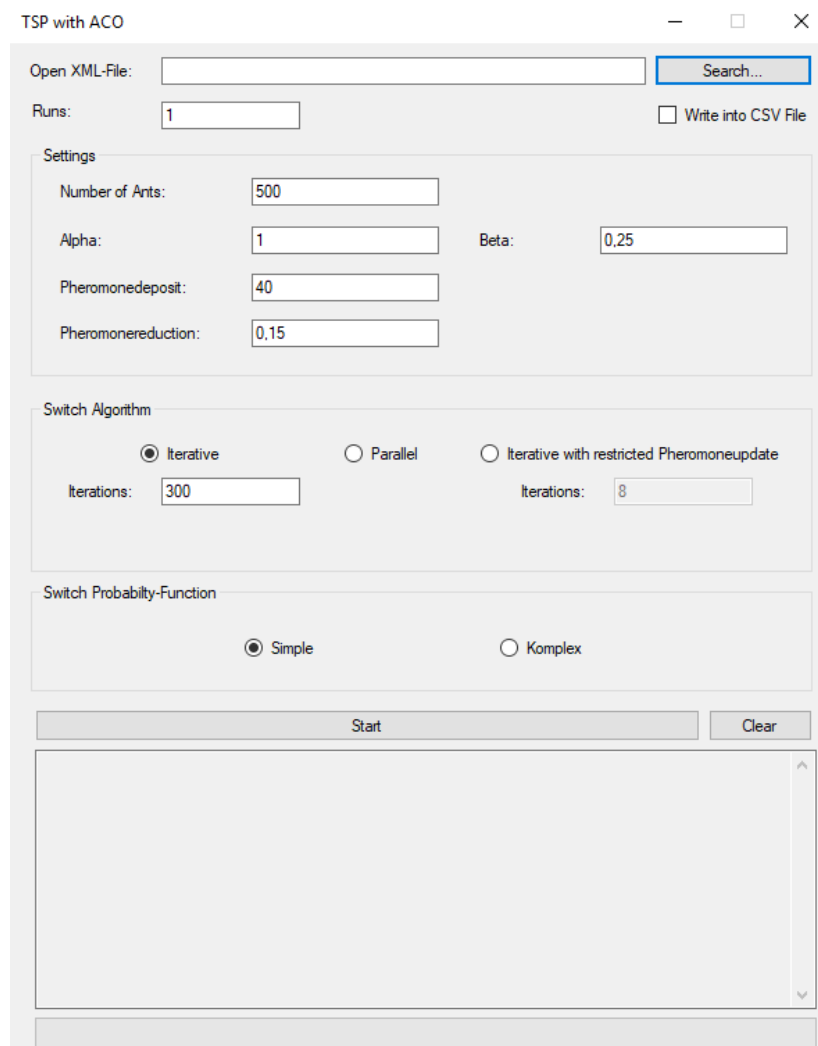 TSP with ACO
Open XML-File: Search...
Runs: 1 Write into CSV File
Settings
Number of Ants: 500
Alpha: 1 Beta: 0,25
Pheromonedeposit: 40
Pheromonereduction: 0,15
Switch Algorithm
Iterative Parallel Iterative with restricted Pheromoneupdate
Iterations: 300 Iterations: 8
Switch Probabilty-Function
Simple Komplex
Start Clear